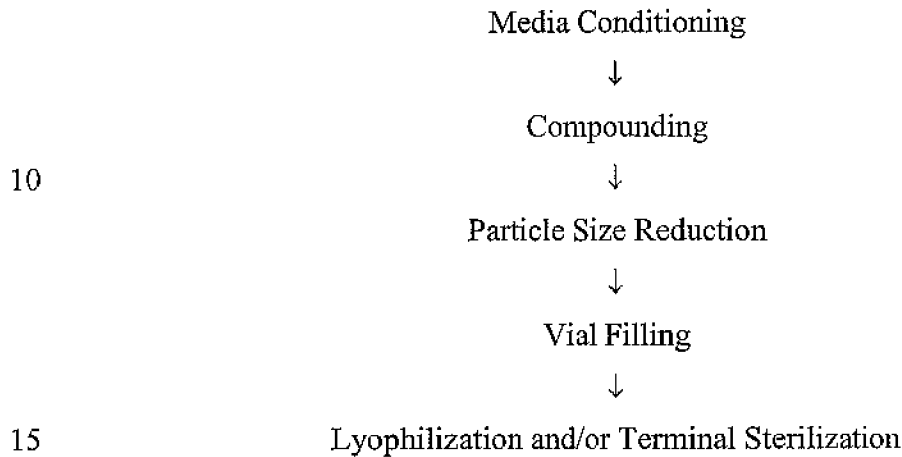 Media Conditioning
↓
Compounding
10 ↓
Particle Size Reduction
↓
Vial Filling
↓
15 Lyophilization and/or Terminal Sterilization